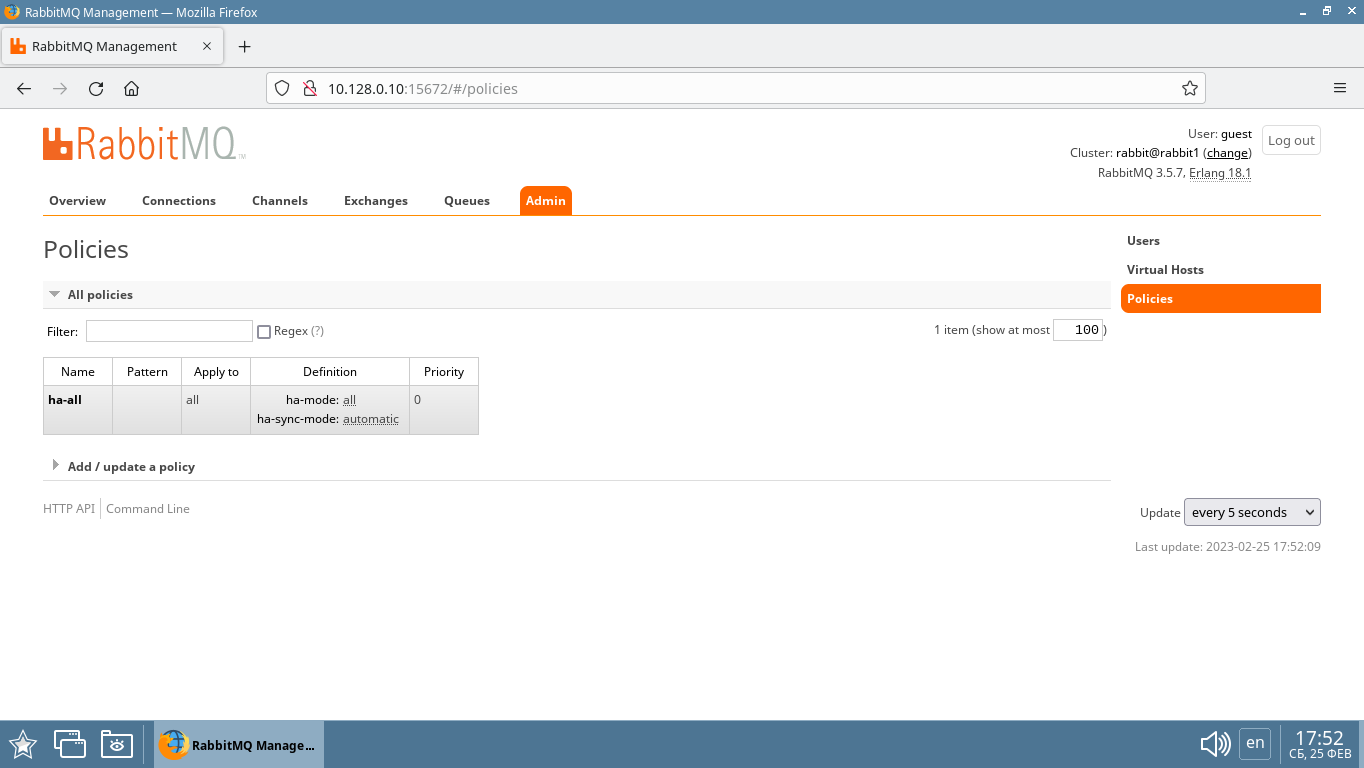 RabbitMQ Management — Mozilla Firefox
RabbitMQ Management
10.128.0.10:15672/#/policies
RabbitMQ™
User: guest
Cluster: rabbit@rabbit1 (change)
RabbitMQ 3.5.7, Erlang 18.1
Log out
Overview Connections Channels Exchanges Queues Admin
Policies
Users
Virtual Hosts
Policies
All policies
Filter: Regex (?) 1 item (show at most 100)
Name Pattern Apply to Definition Priority
ha-all all ha-mode: all 0
ha-sync-mode: automatic
Add / update a policy
HTTP API Command Line
Update every 5 seconds
Last update: 2023-02-25 17:52:09
RabbitMQ Manage...
en
17:52
СБ, 25 ФЕВ